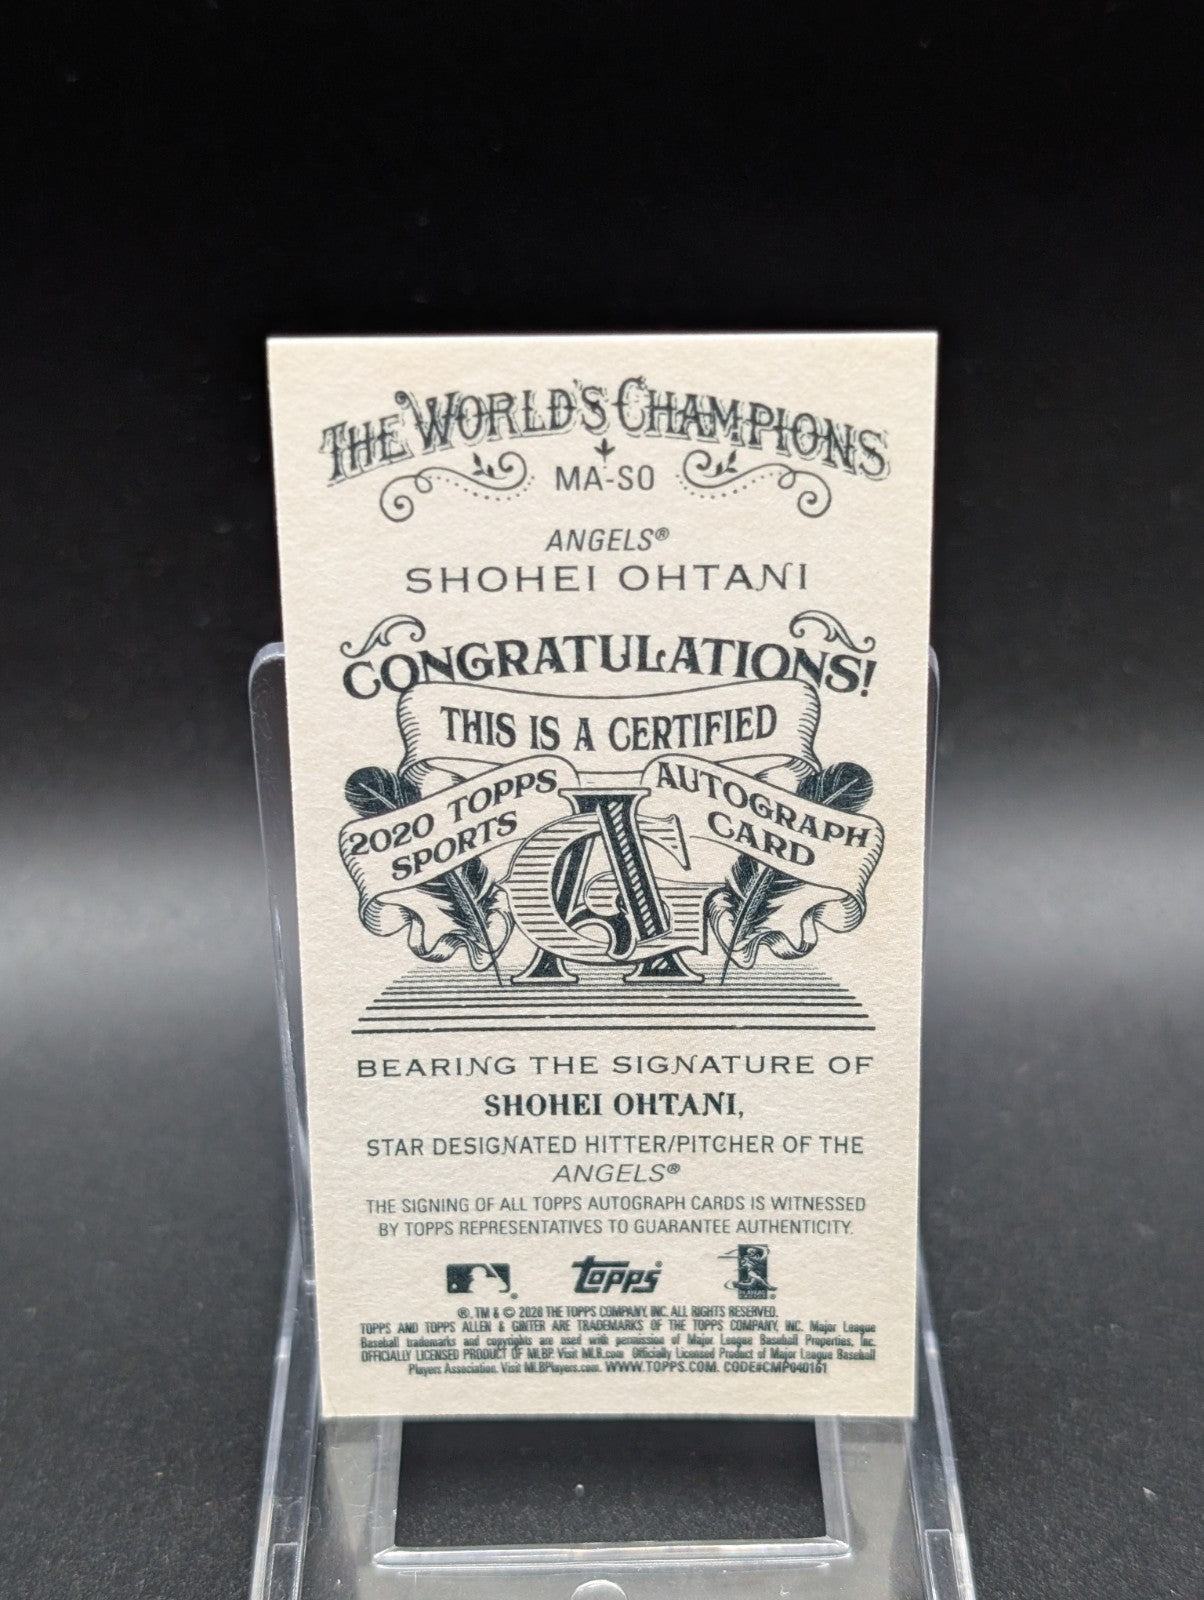 THE WORLD'S CHAMPIONS
MA-SO
ANGELS®
SHOHEI OHTANI
CONGRATULATIONS!
THIS IS A CERTIFIED
2020 TOPPS
SPORTS
AUTOGRAPH
CARD
BEARING THE SIGNATURE OF
SHOHEI OHTANI,
STAR DESIGNATED HITTER/PITCHER OF THE
ANGELS®
THE SIGNING OF ALL TOPPS AUTOGRAPH CARDS IS WITNESSED
BY TOPPS REPRESENTATIVES TO GUARANTEE AUTHENTICITY.
topps®
®, TM & © 2020 THE TOPPS COMPANY, INC. ALL RIGHTS RESERVED.
TOPPS AND TOPPS ALLEN & GINTER ARE TRADEMARKS OF THE TOPPS COMPANY, INC. Major League
Baseball trademarks and copyrights are used with permission of Major League Baseball Properties, Inc.
OFFICIALLY LICENSED PRODUCT OF MLBP. Visit MLB.com Officially Licensed Product of Major League Baseball
Players Association. Visit MLBPlayers.com. WWW.TOPPS.COM. CODE#CMP040161